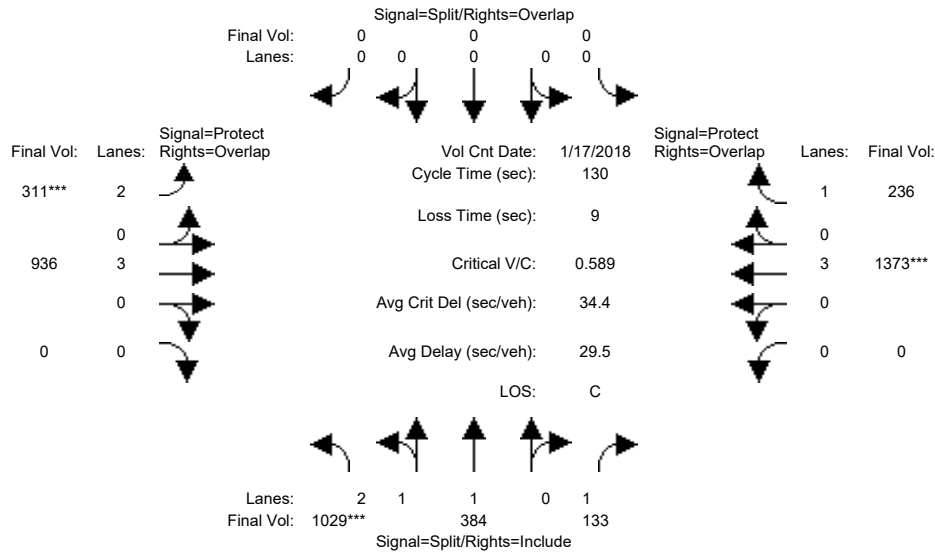 Signal=Split/Rights=Overlap
Final Vol: 0 0 0
Lanes: 0 0 0 0 0
Signal=Protect Signal=Protect
Final Vol: Lanes: Rights=Overlap Vol Cnt Date: 1/17/2018 Rights=Overlap Lanes: Final Vol:
Cycle Time (sec): 130
311*** 2 1 236
Loss Time (sec): 9
0 0
936 3 Critical V/C: 0.589 3 1373***
0 Avg Crit Del (sec/veh): 34.4 0
0 0 Avg Delay (sec/veh): 29.5 0 0
LOS: C
Lanes: 2 1 1 0 1
Final Vol: 1029*** 384 133
Signal=Split/Rights=Include